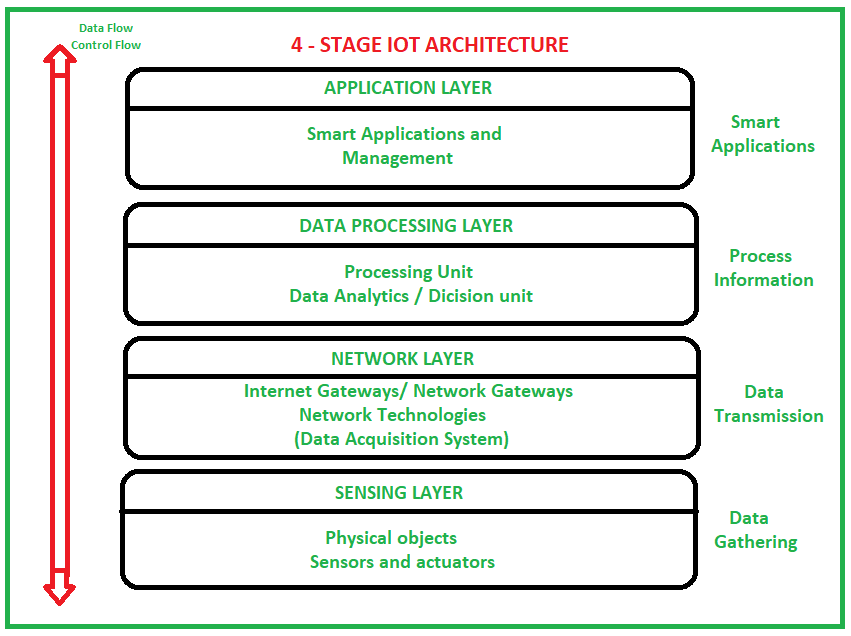 Data Flow
Control Flow
4 - STAGE IOT ARCHITECTURE
APPLICATION LAYER
Smart Applications and
Management
Smart
Applications
DATA PROCESSING LAYER
Processing Unit
Data Analytics / Dicision unit
Process
Information
NETWORK LAYER
Internet Gateways/ Network Gateways
Network Technologies
(Data Acquisition System)
Data
Transmission
SENSING LAYER
Physical objects
Sensors and actuators
Data
Gathering